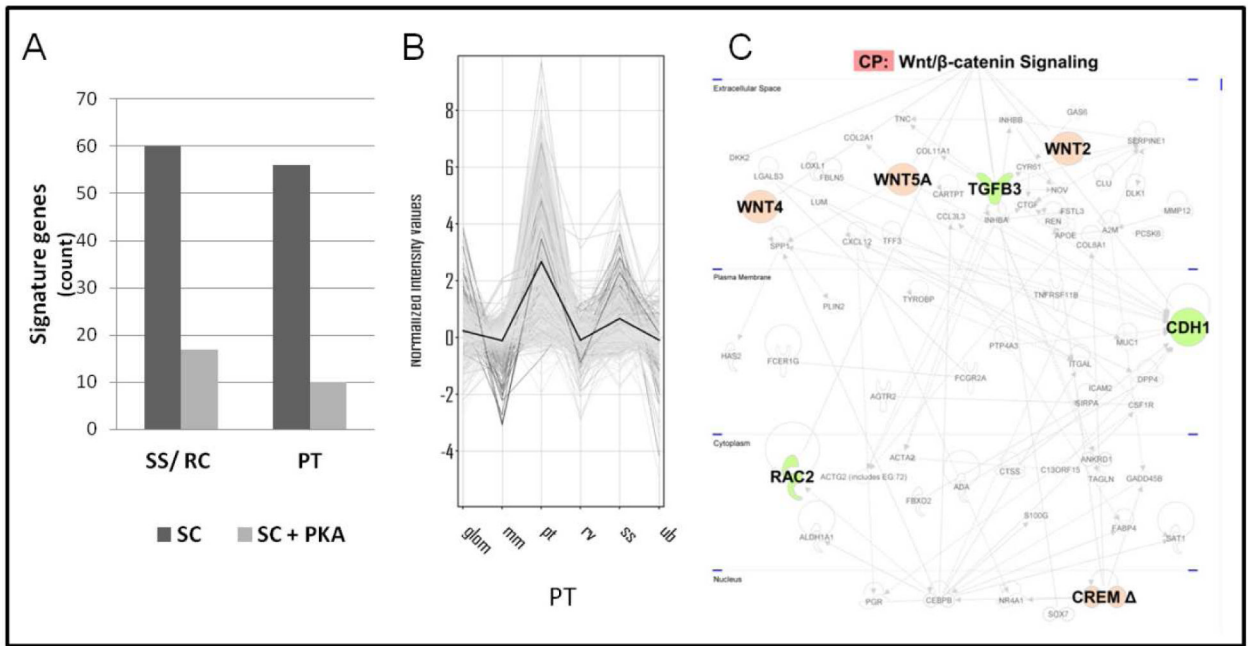 A
70
60
50
40
30
20
10
0
Signature genes
(count)
SS/ RC
PT
SC
SC + PKA
B
8
6
4
2
0
-2
-4
normalized intensity values
glom
mm
pt
rv
ss
ub
PT
C
CP: Wnt/β-catenin Signaling
Extracellular Space
GAS6
TNC
INHBB
COL2A1
WNT2
SERPINE1
DKK2
COL11A1
LOXL1
CYR61
LGALS3
FBLN5
WNT5A
TGFB3
CLU
NOV
DLK1
CARTPT
WNT4
LUM
CTGF
FSTL3
MMP12
CCL3L3
INHBA
REN
A2M
PCSK6
APOE
SPP1
CXCL12
TFF3
COL8A1
Plasma Membrane
PLIN2
TYROBP
TNFRSF11B
CDH1
HAS2
FCER1G
PTP4A3
MUC1
ITGAL
FCGR2A
ICAM2
DPP4
AGTR2
SIRPA
CSF1R
Cytoplasm
ACTA2
ANKRD1
RAC2
ACTG2 (includes EG:72)
CTSS
C13ORF15
TAGLN
GADD45B
ADA
FBXO2
S100G
FABP4
ALDH1A1
SAT1
Nucleus
PGR
CEBPB
NR4A1
CREM Δ
SOX7